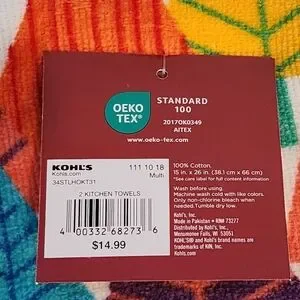 OEKO
TEX®
STANDARD
100
2017OK0349
AITEX
www.oeko-tex.com
KOHL'S
Kohls.com
111 10 18
Multi
34STLHOKT31
2 KITCHEN TOWELS
4 00332 68273 6
$14.99
100% Cotton.
15 in. x 26 in. (38.1 cm x 66 cm)
*See care label for full content information
Wash before using.
Machine wash cold with like colors.
Only non-chlorine bleach when
needed. Tumble dry low.
Kohl's, Inc.
Made in Pakistan • RN# 73277
Distributed by Kohl's, Inc.,
Menomonee Falls, WI 53051
KOHL'S® and Kohl's brand names are
trademarks of KIN, Inc.
Kohls.com